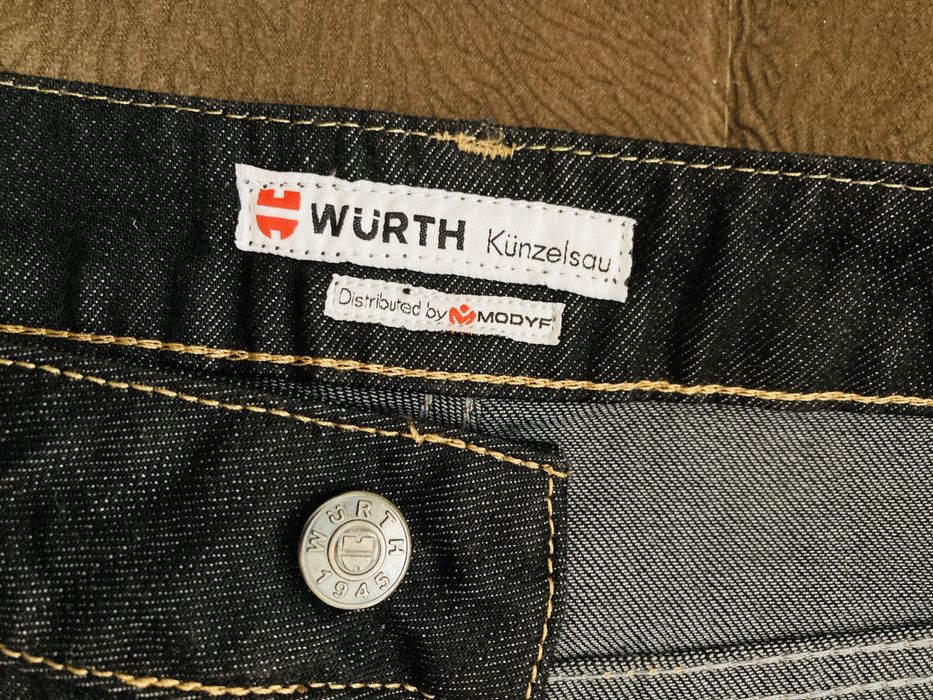 WÜRTH Künzelsau
Distributed by MODYF
WÜRTH
1945